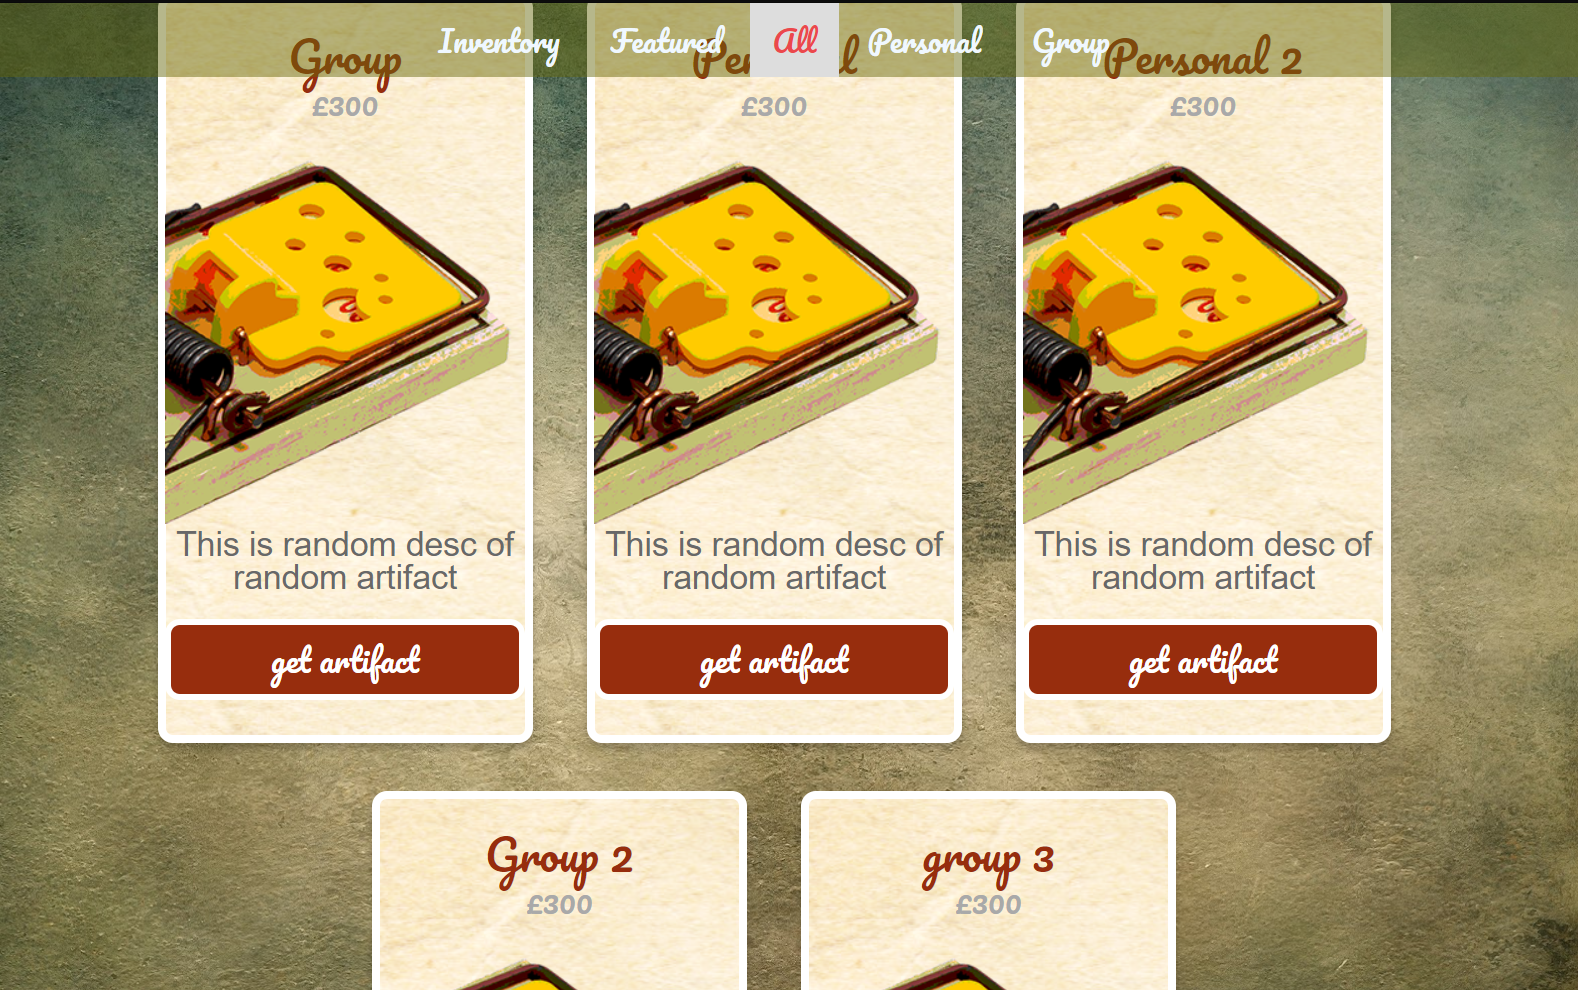 Inventory Featured All Personal Group
Group
Personal 2
£300
£300
£300
This is random desc of
random artifact
This is random desc of
random artifact
This is random desc of
random artifact
get artifact
get artifact
get artifact
Group 2
group 3
£300
£300